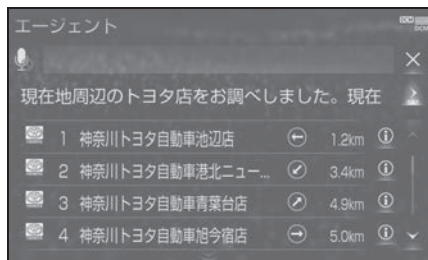 エージェント
DCM
DCM
現在地周辺のトヨタ店をお調べしました。現在
1 神奈川トヨタ自動車池辺店 1.2km
2 神奈川トヨタ自動車港北ニュー... 3.4km
3 神奈川トヨタ自動車青葉台店 4.9km
4 神奈川トヨタ自動車旭今宿店 5.0km